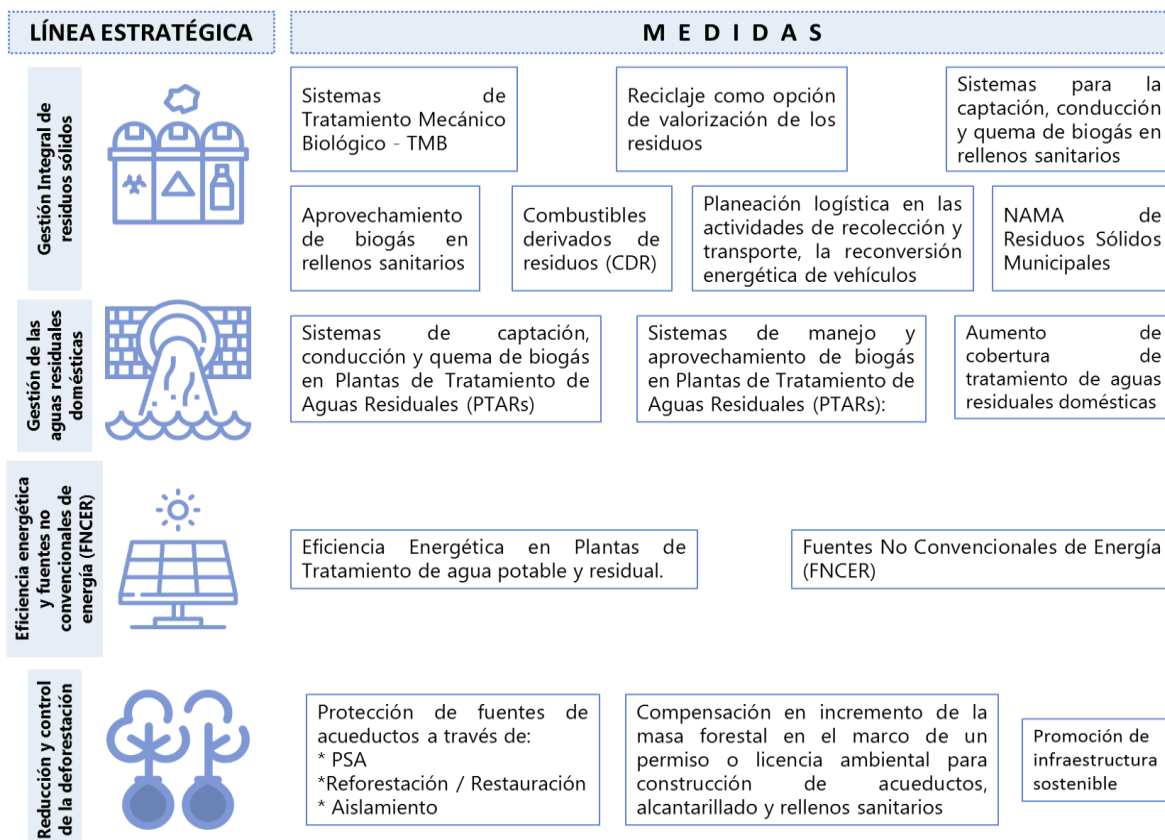 LÍNEA ESTRATÉGICA
M E D I D A S
Gestión Integral de
residuos sólidos
Sistemas de
Tratamiento Mecánico
Biológico - TMB
Reciclaje como opción
de valorización de los
residuos
Sistemas para la
captación, conducción
y quema de biogás en
rellenos sanitarios
Aprovechamiento
de biogás en
rellenos sanitarios
Combustibles
derivados de
residuos (CDR)
Planeación logística en las
actividades de recolección y
transporte, la reconversión
energética de vehículos
NAMA de
Residuos Sólidos
Municipales
Gestión de las
aguas residuales
domésticas
Sistemas de captación,
conducción y quema de biogás
en Plantas de Tratamiento de
Aguas Residuales (PTARs)
Sistemas de manejo y
aprovechamiento de biogás
en Plantas de Tratamiento de
Aguas Residuales (PTARs):
Aumento de
cobertura de
tratamiento de aguas
residuales domésticas
Eficiencia energética
y fuentes no
convencionales de
energía (FNCER)
Eficiencia Energética en Plantas de
Tratamiento de agua potable y residual.
Fuentes No Convencionales de Energía
(FNCER)
Reducción y control
de la deforestación
Protección de fuentes de
acueductos a través de:
* PSA
*Reforestación / Restauración
* Aislamiento
Compensación en incremento de la
masa forestal en el marco de un
permiso o licencia ambiental para
construcción de acueductos,
alcantarillado y rellenos sanitarios
Promoción de
infraestructura
sostenible